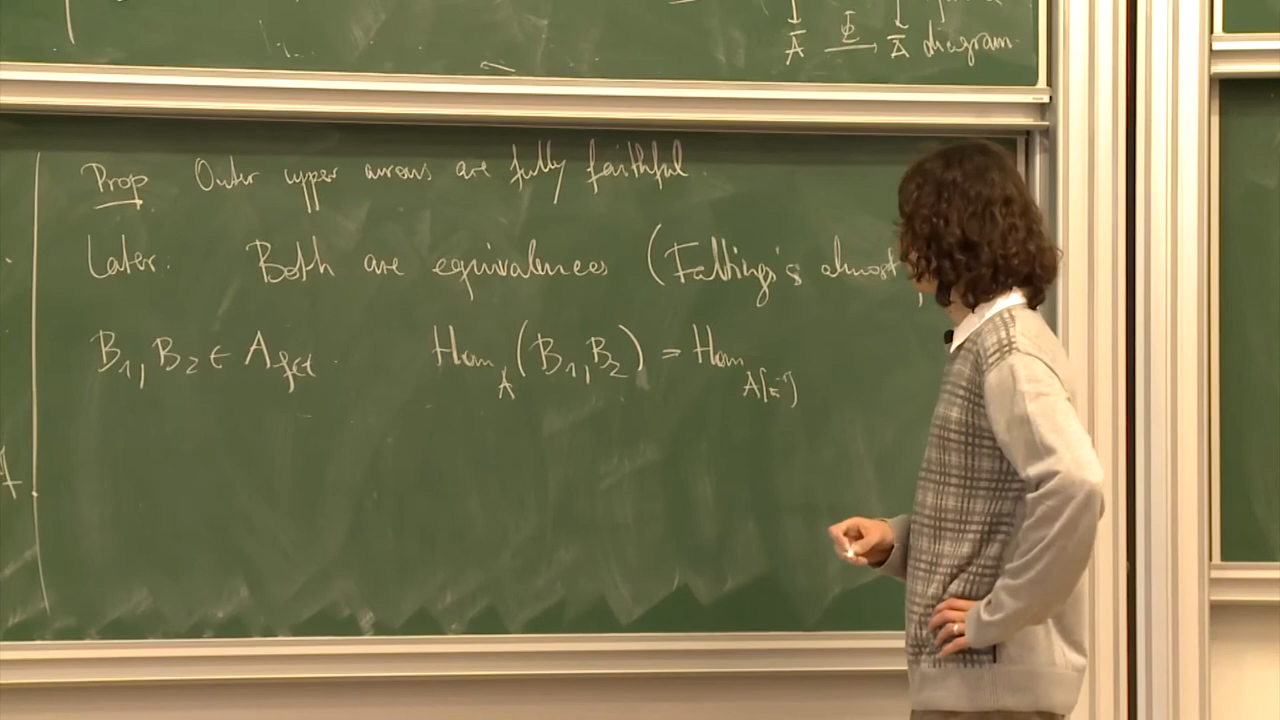 Ā Φ Ā diagram.
Prop Outer upper arrows are fully faithful.
Later. Both are equivalences (Faltings's almost
B₁, B₂ ∈ A_fét. Hom_A (B₁, B₂) = Hom_A[π⁻¹]